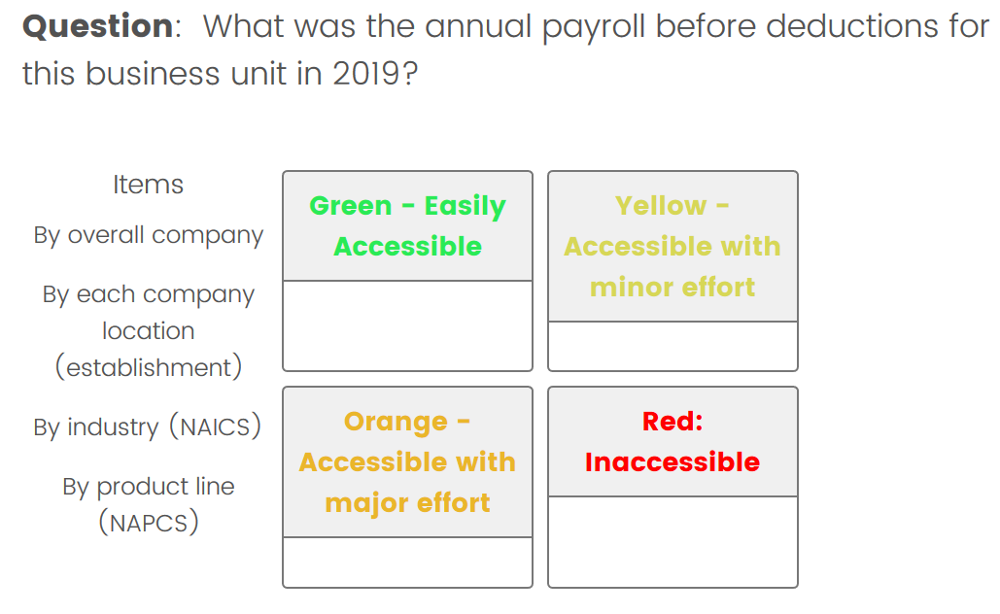 Question: What was the annual payroll before deductions for
this business unit in 2019?
Items
By overall company
By each company
location
(establishment)
By industry (NAICS)
By product line
(NAPCS)
Green - Easily
Accessible
Yellow -
Accessible with
minor effort
Orange -
Accessible with
major effort
Red:
Inaccessible